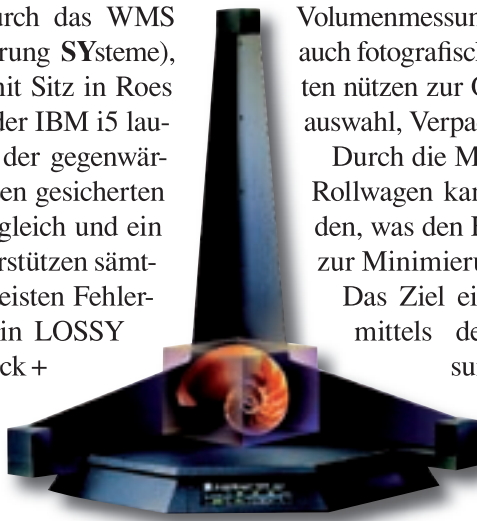 urch das WMS
rung SYsteme),
nit Sitz in Roes
der IBM i5 lau-
der gegenwär-
en gesicherten
gleich und ein
rstützen sämt-
eisten Fehler-
in LOSSY
ck +
Volumenmessun
auch fotografisch
ten nützen zur
auswahl, Verpa
Durch die M
Rollwagen kan
den, was den
zur Minimieru
Das Ziel ei
mittels de
su